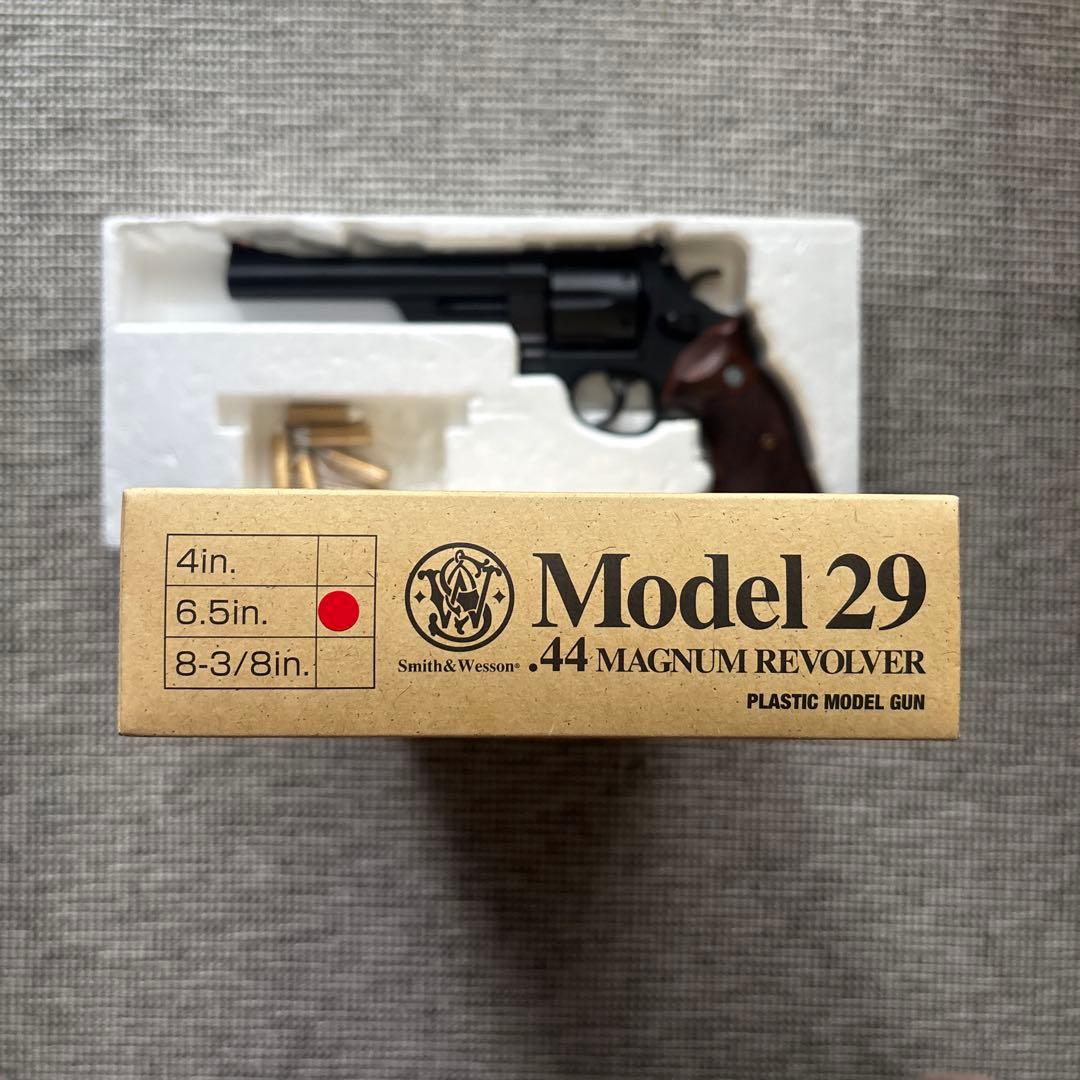 4in.
6.5in.
8-3/8in.
S&W
Smith&Wesson®
Model 29
.44 MAGNUM REVOLVER
PLASTIC MODEL GUN